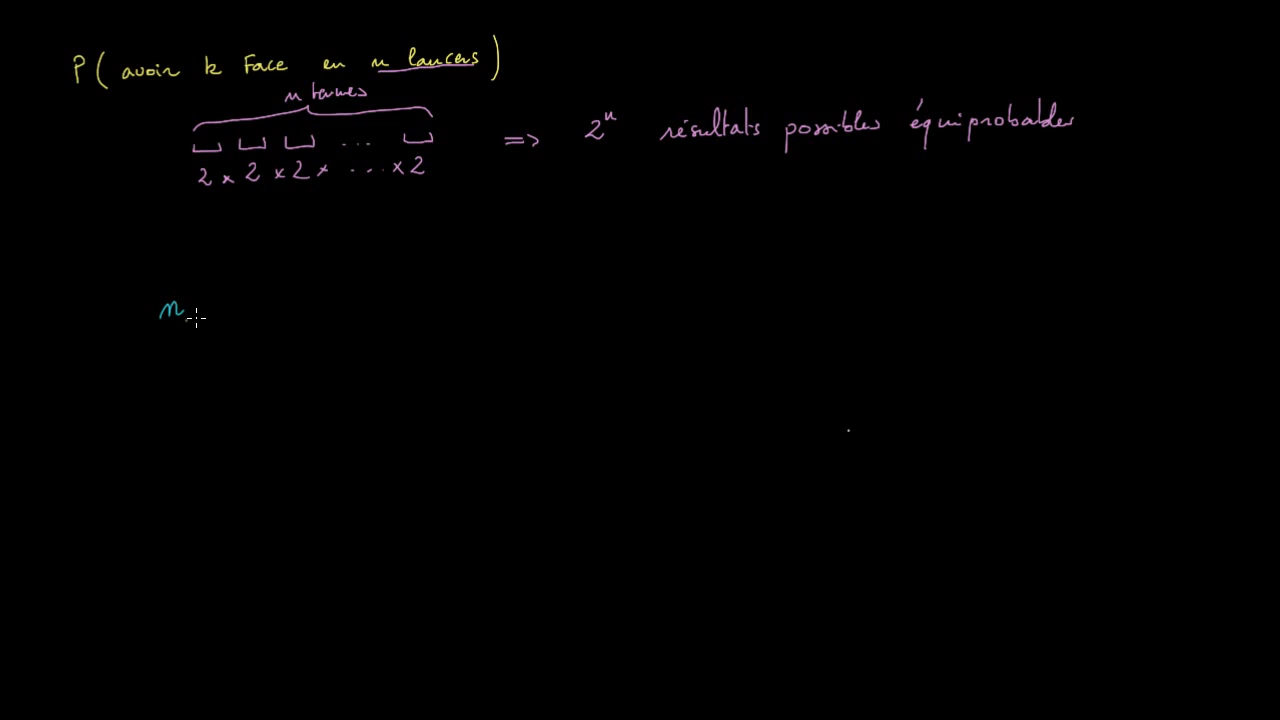 P( avoir k Face en n lancers )
n termes
2 x 2 x 2 x ... x 2 => 2ⁿ résultats possibles équiprobables
n